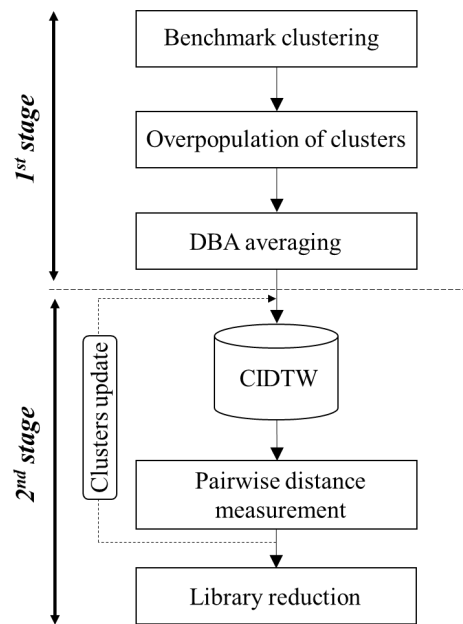 1st stage
Benchmark clustering
Overpopulation of clusters
DBA averaging
2nd stage
Clusters update
CIDTW
Pairwise distance
measurement
Library reduction